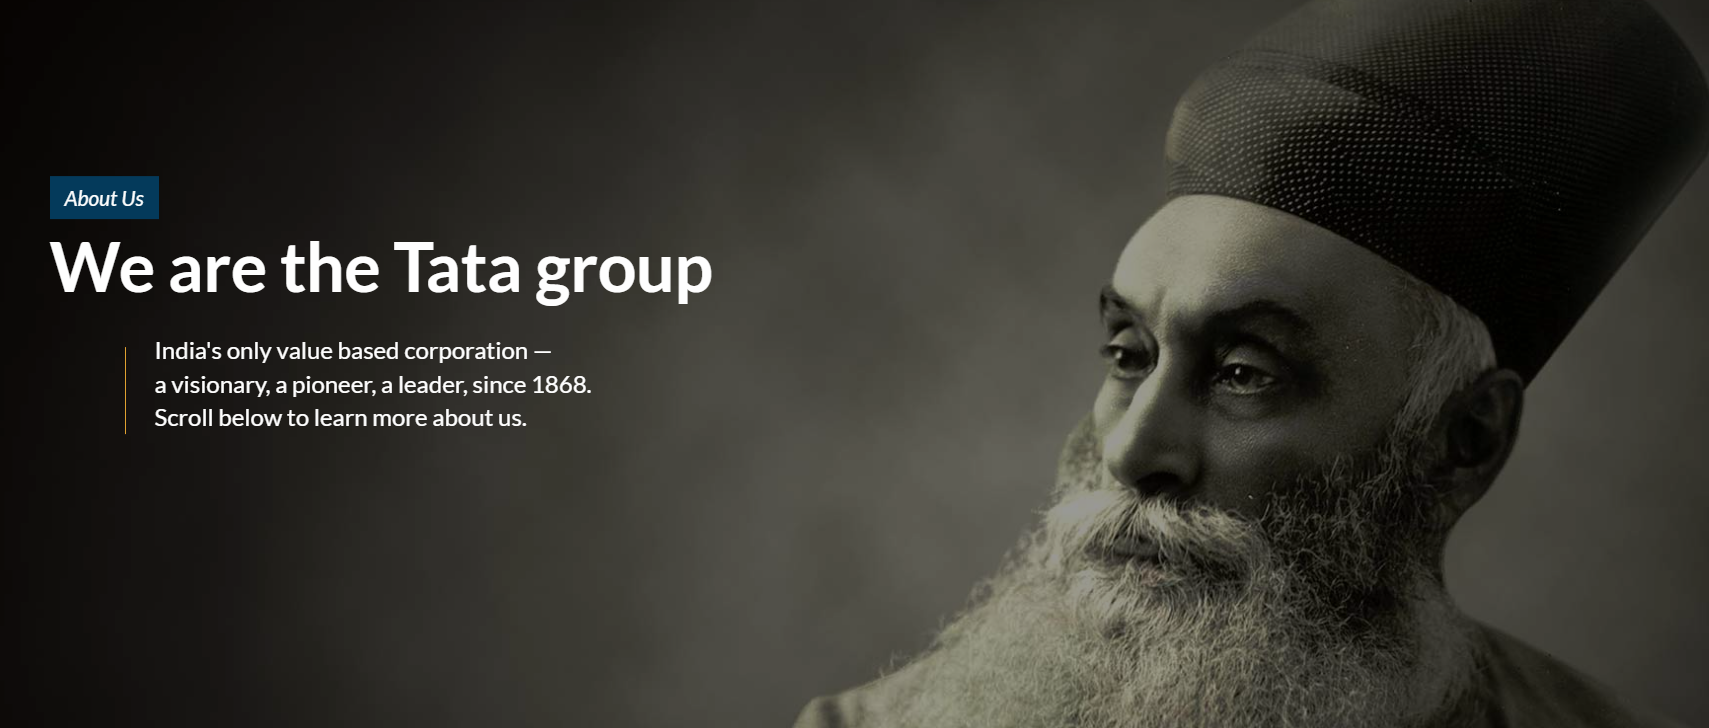 About Us
We are the Tata group
India's only value based corporation —
a visionary, a pioneer, a leader, since 1868.
Scroll below to learn more about us.